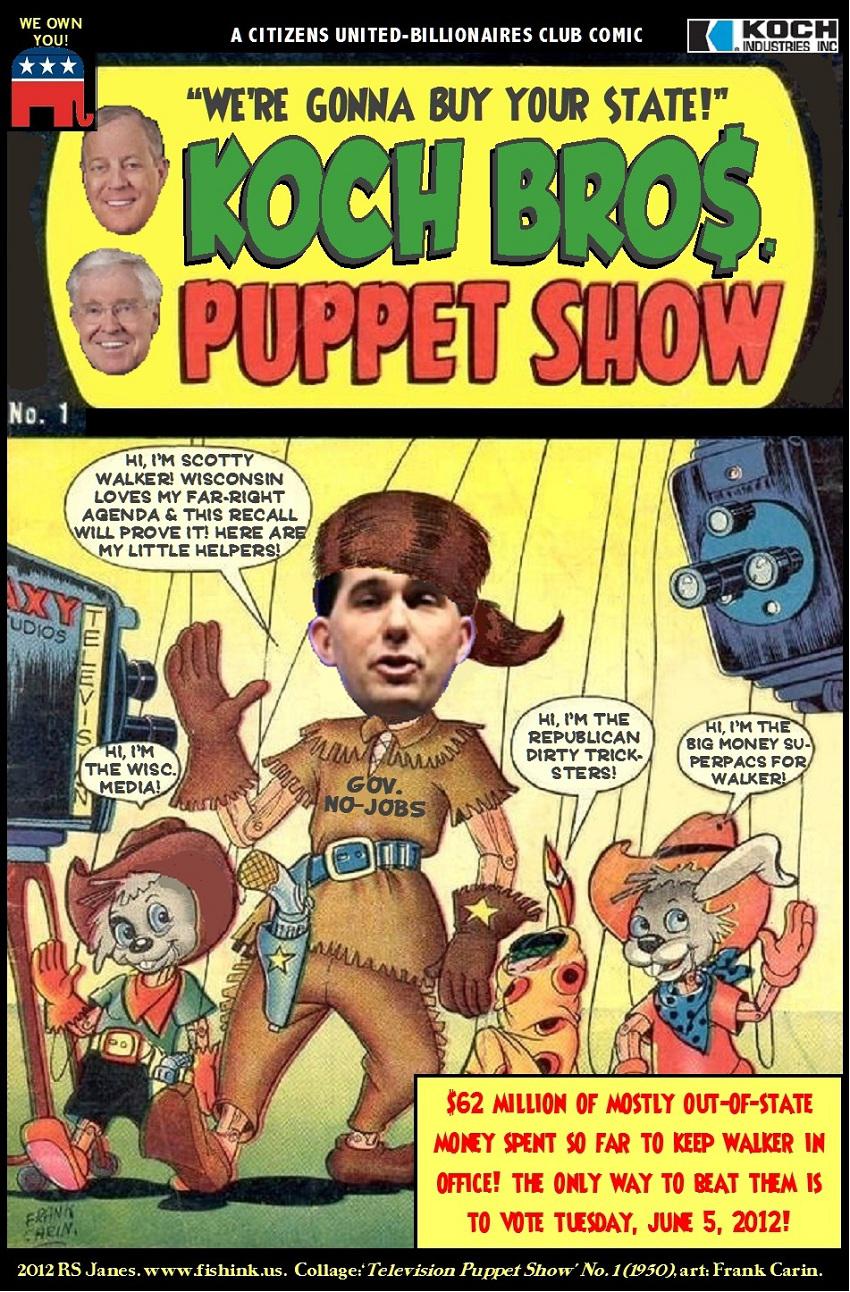 WE OWN
YOU!
A CITIZENS UNITED-BILLIONAIRES CLUB COMIC
KOCH
INDUSTRIES INC
"WE'RE GONNA BUY YOUR STATE!"
KOCH BRO$.
PUPPET SHOW
No. 1
HI, I'M SCOTTY
WALKER! WISCONSIN
LOVES MY FAR-RIGHT
AGENDA & THIS RECALL
WILL PROVE IT! HERE ARE
MY LITTLE HELPERS!
AXY
UDIOS
TELEVISION
HI, I'M
THE WISC.
MEDIA!
HI, I'M THE
REPUBLICAN
DIRTY TRICK-
STERS!
HI, I'M THE
BIG MONEY SU-
PERPACS FOR
WALKER!
GOV.
NO-JOBS
$62 MILLION OF MOSTLY OUT-OF-STATE
MONEY SPENT SO FAR TO KEEP WALKER IN
OFFICE! THE ONLY WAY TO BEAT THEM IS
TO VOTE TUESDAY, JUNE 5, 2012!
FRANK
CARIN.
2012 RS Janes. www.fishink.us. Collage: 'Television Puppet Show' No. 1 (1950), art: Frank Carin.